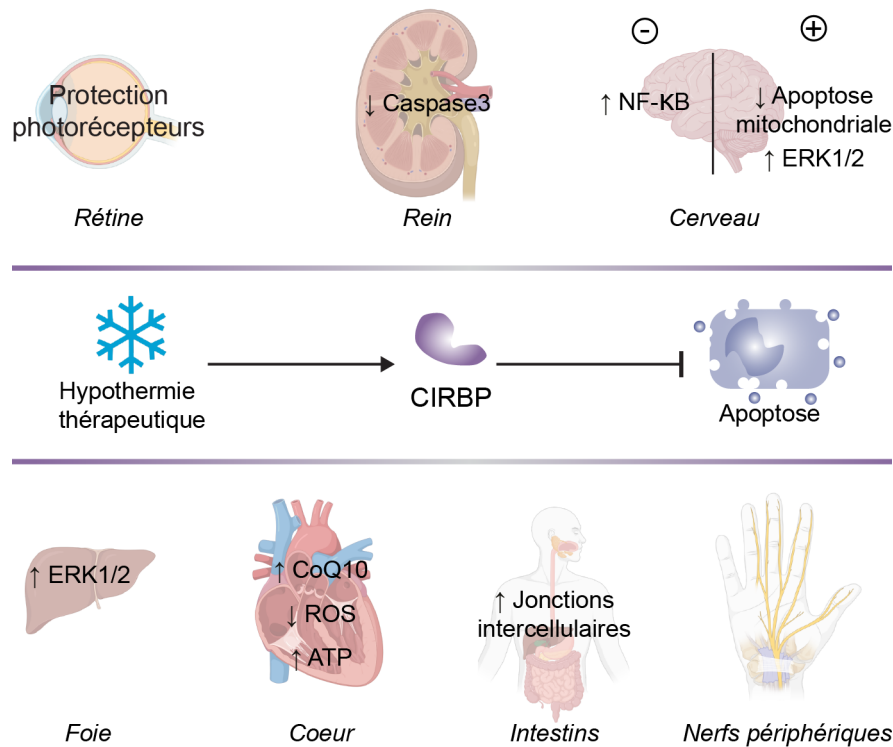 Protection
photorécepteurs
Rétine
↓ Caspase3
Rein
- +
↑ NF-κB
↓ Apoptose
mitochondriale
↑ ERK1/2
Cerveau
Hypothermie
thérapeutique
CIRBP
Apoptose
↑ ERK1/2
Foie
↑ CoQ10
↓ ROS
↑ ATP
Coeur
↑ Jonctions
intercellulaires
Intestins
Nerfs périphériques